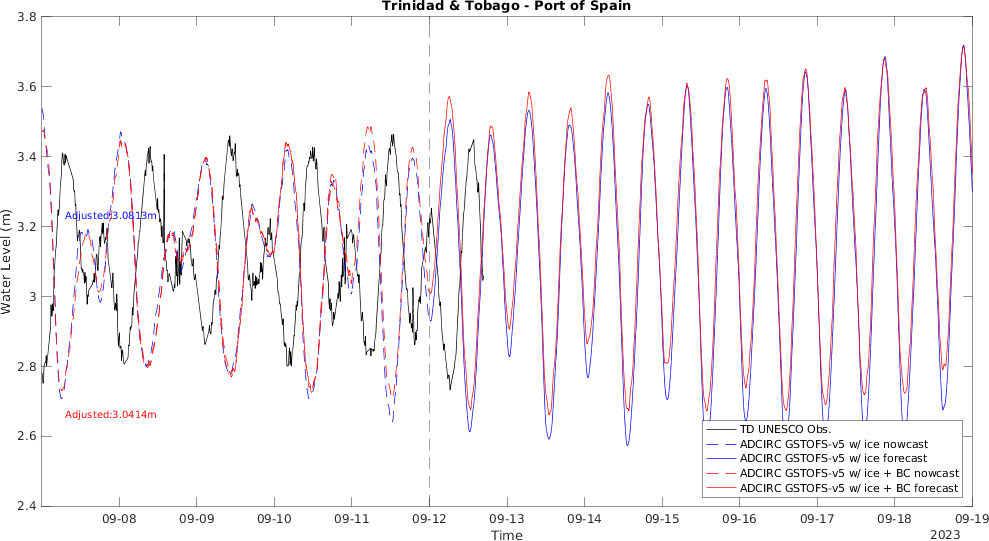 Trinidad & Tobago - Port of Spain
3.8
3.6
3.4
3.2
3
2.8
2.6
2.4
Water Level (m)
Adjusted:3.0813m
Adjusted:3.0414m
TD UNESCO Obs.
ADCIRC GSTOFS-v5 w/ ice nowcast
ADCIRC GSTOFS-v5 w/ ice forecast
ADCIRC GSTOFS-v5 w/ ice + BC nowcast
ADCIRC GSTOFS-v5 w/ ice + BC forecast
09-08 09-09 09-10 09-11 09-12 09-13 09-14 09-15 09-16 09-17 09-18 09-19
Time
2023